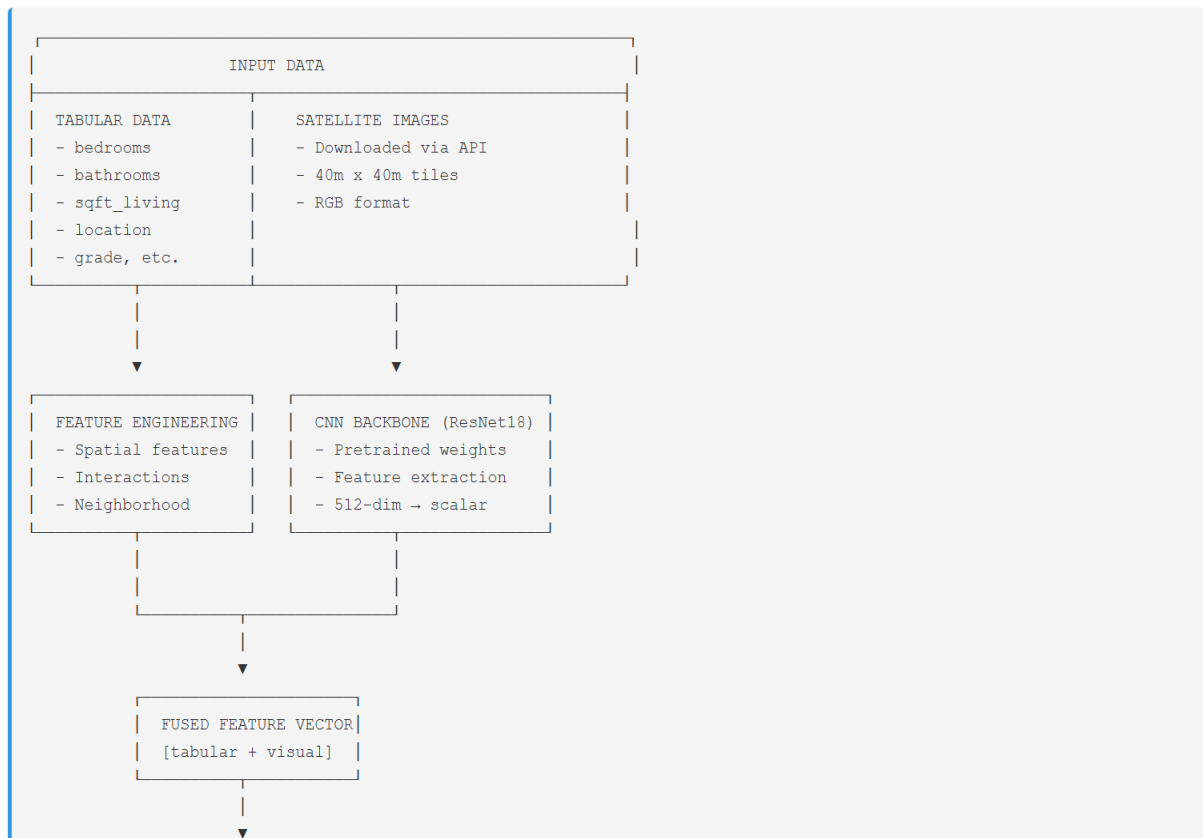 INPUT DATA
TABULAR DATA
- bedrooms
- bathrooms
- sqft_living
- location
- grade, etc.
SATELLITE IMAGES
- Downloaded via API
- 40m x 40m tiles
- RGB format
FEATURE ENGINEERING
- Spatial features
- Interactions
- Neighborhood
CNN BACKBONE (ResNet18)
- Pretrained weights
- Feature extraction
- 512-dim → scalar
FUSED FEATURE VECTOR
[tabular + visual]